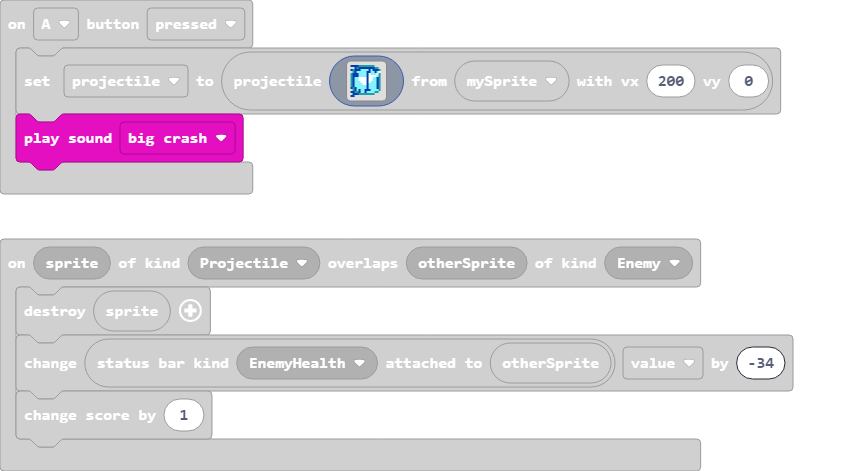 on A button pressed
set projectile to projectile from mySprite with vx 200 vy 0
play sound big crash
on sprite of kind Projectile overlaps otherSprite of kind Enemy
destroy sprite
change status bar kind EnemyHealth attached to otherSprite value by -34
change score by 1